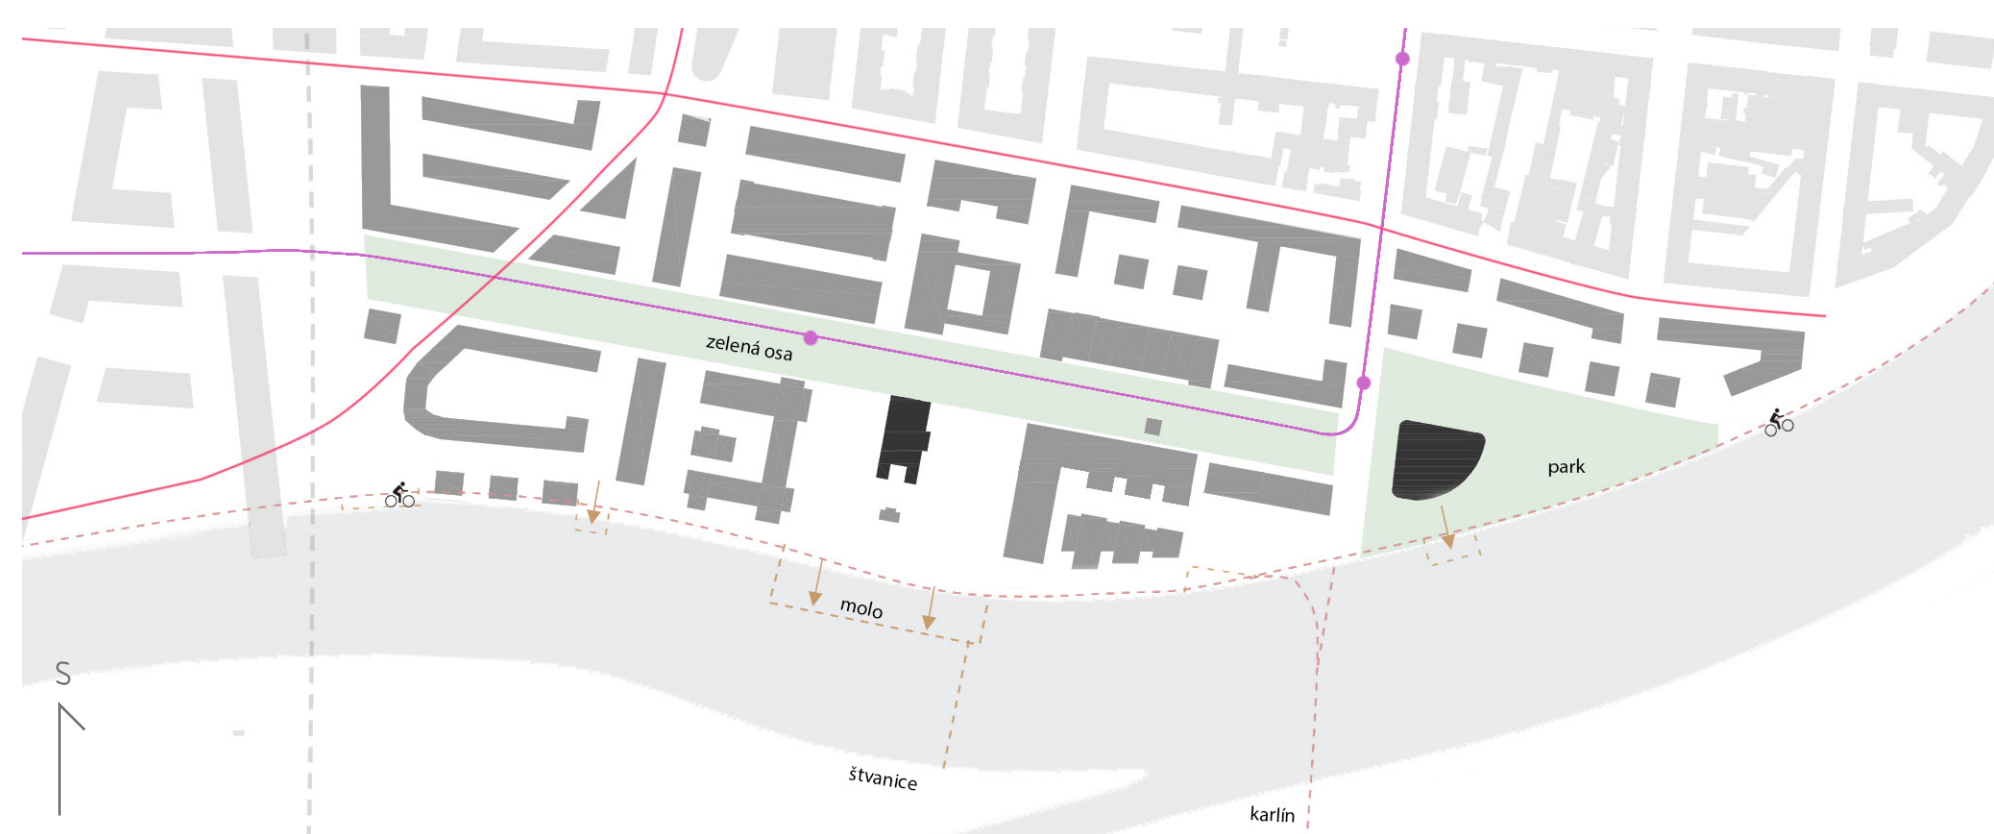 zelená osa
park
molo
S
štvanice
karlín